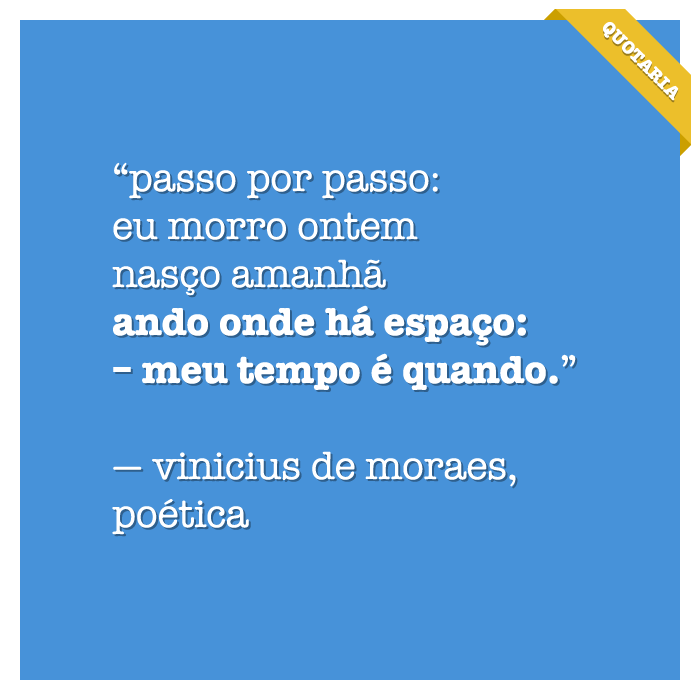 QUOTARIA
“passo por passo:
eu morro ontem
nasço amanhã
ando onde há espaço:
– meu tempo é quando.”
— vinicius de moraes,
poética